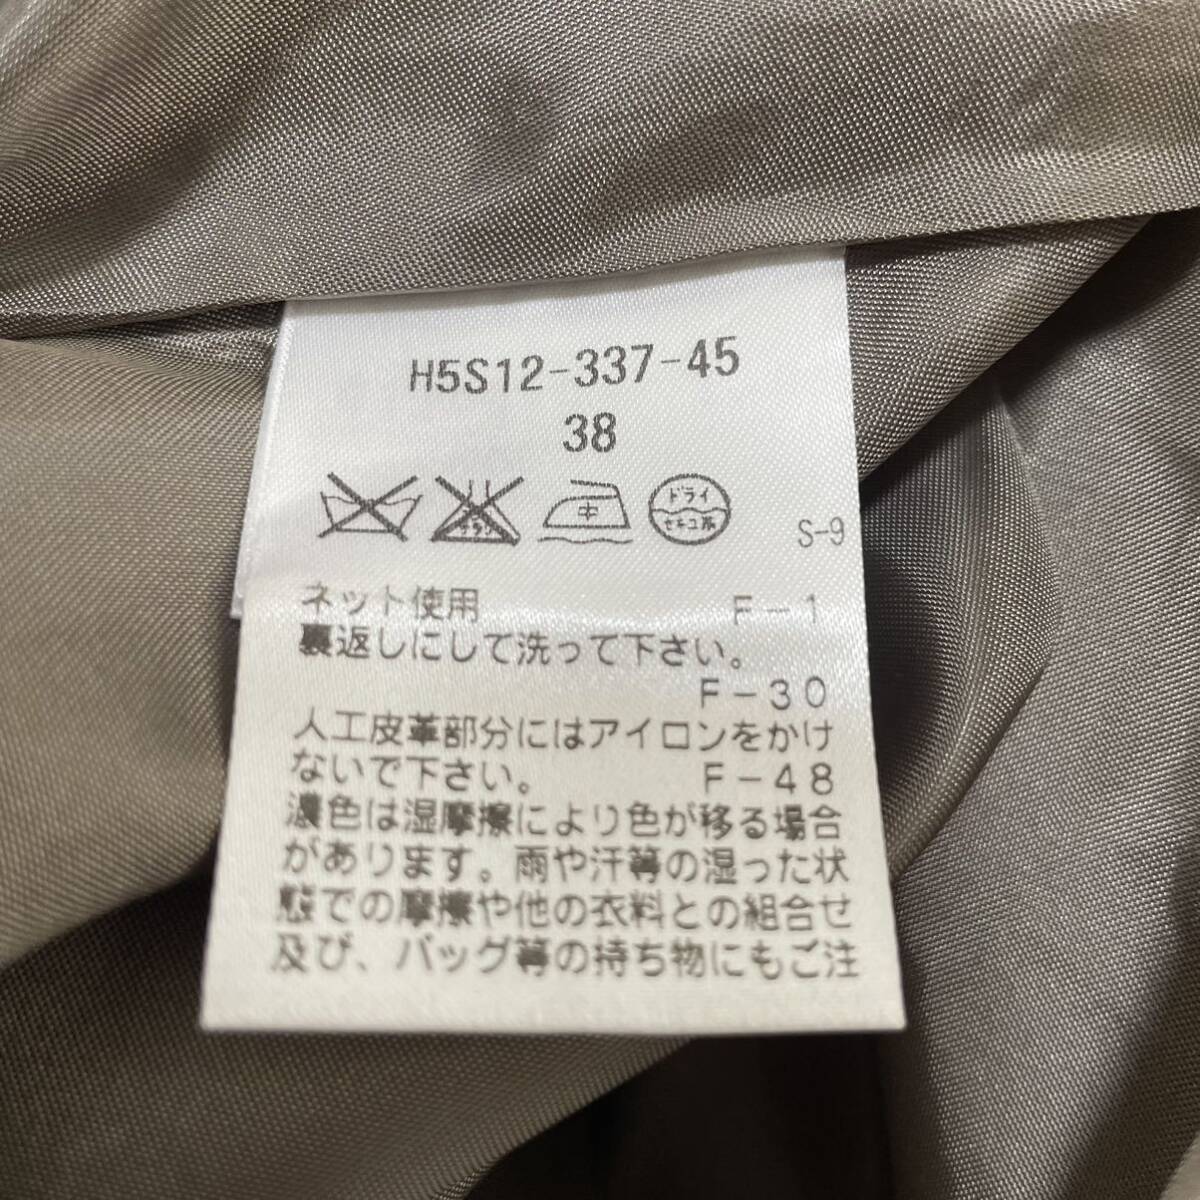 H5S12-337-45
38
中
ドライ
セキユ系
S-9
ネット使用 F-1
裏返しにして洗って下さい。
F-30
人工皮革部分にはアイロンをかけ
ないで下さい。 F-48
濃色は湿摩擦により色が移る場合
があります。雨や汗等の湿った状
態での摩擦や他の衣料との組合せ
及び、バッグ等の持ち物にもご注